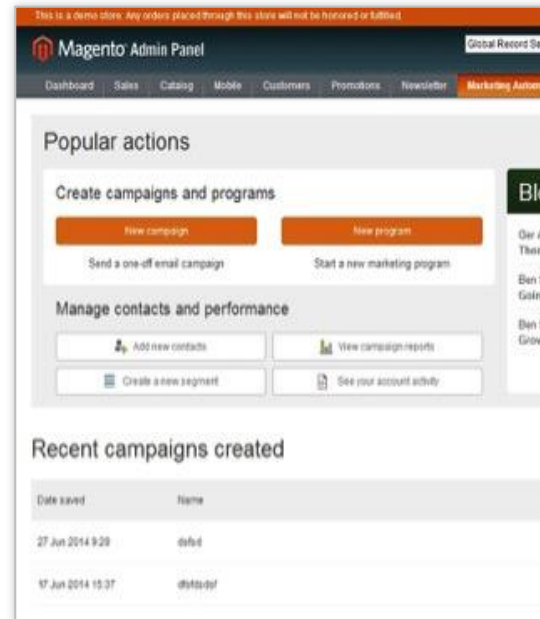 This is a demo store. Any orders placed through this store will not be honored or fulfilled.
Magento Admin Panel
Global Record Se
Dashboard Sales Catalog Mobile Customers Promotions Newsletter Marketing Autom
Popular actions
Create campaigns and programs
New campaign New program
Send a one-off email campaign Start a new marketing program
Manage contacts and performance
Add new contacts View campaign reports
Create a new segment See your account activity
Blo
Ben
Ben
Recent campaigns created
Date saved Name
27 Jun 2014 9:29
17 Jun 2014 15:37